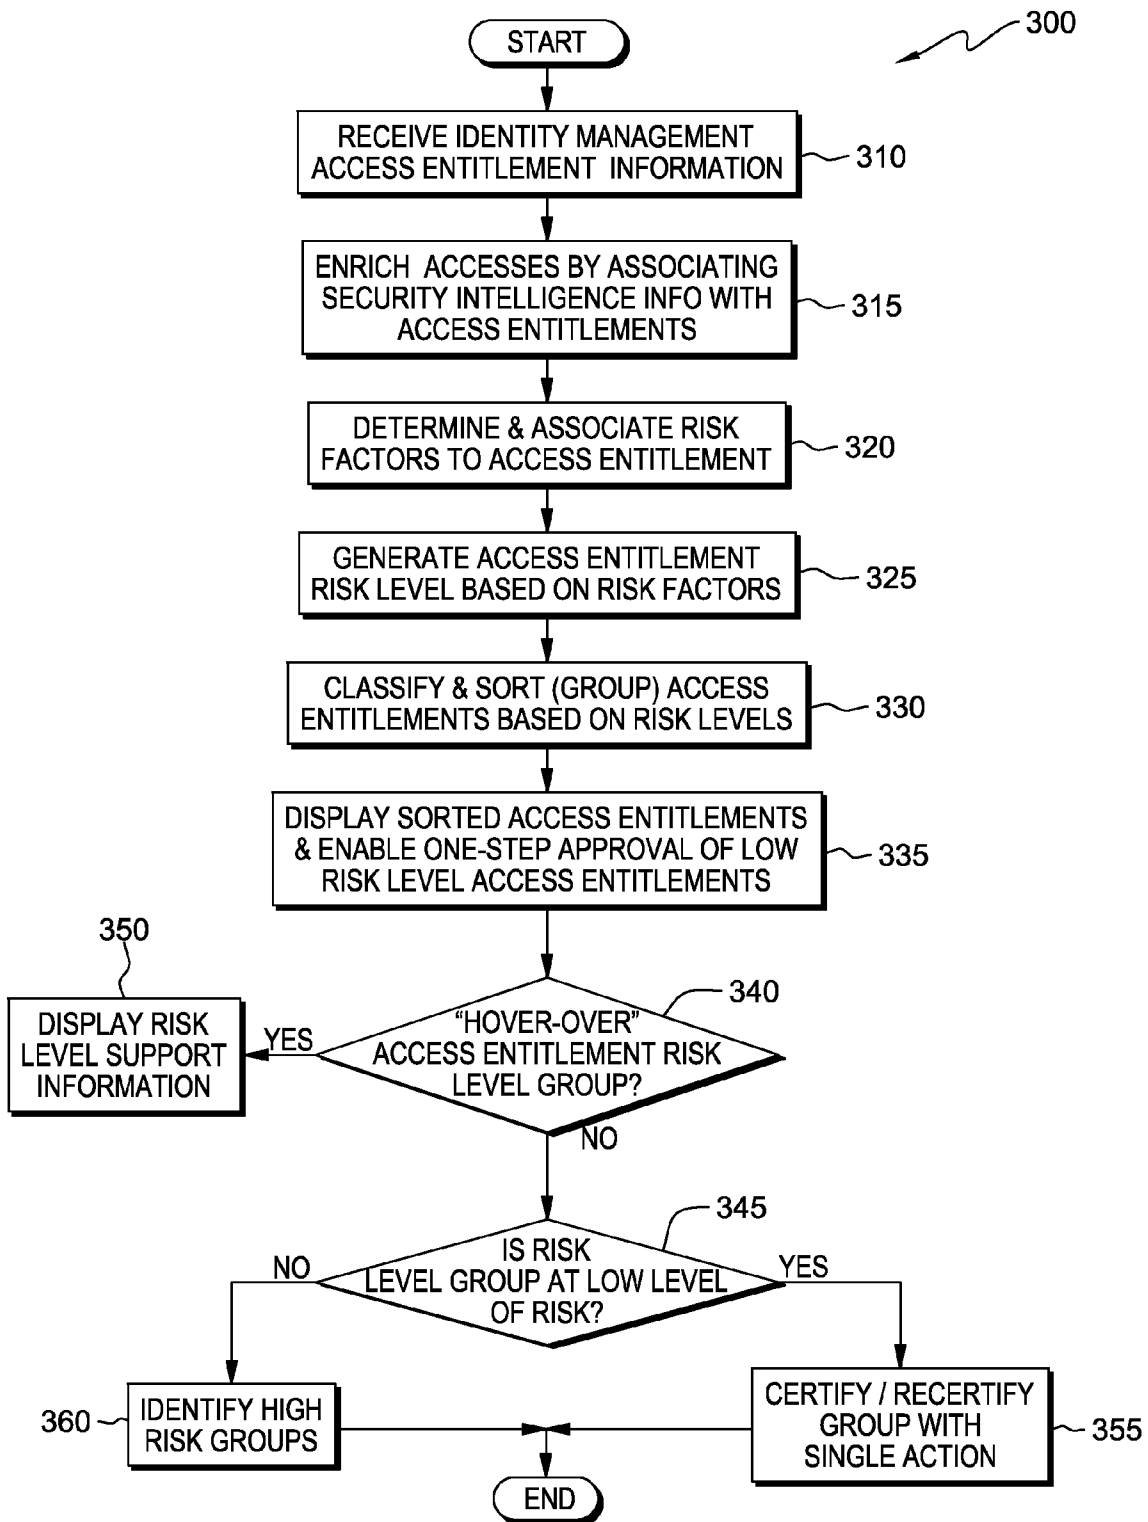 START
300
RECEIVE IDENTITY MANAGEMENT
ACCESS ENTITLEMENT INFORMATION
310
ENRICH ACCESSES BY ASSOCIATING
SECURITY INTELLIGENCE INFO WITH
ACCESS ENTITLEMENTS
315
DETERMINE & ASSOCIATE RISK
FACTORS TO ACCESS ENTITLEMENT
320
GENERATE ACCESS ENTITLEMENT
RISK LEVEL BASED ON RISK FACTORS
325
CLASSIFY & SORT (GROUP) ACCESS
ENTITLEMENTS BASED ON RISK LEVELS
330
DISPLAY SORTED ACCESS ENTITLEMENTS
& ENABLE ONE-STEP APPROVAL OF LOW
RISK LEVEL ACCESS ENTITLEMENTS
335
340
“HOVER-OVER”
ACCESS ENTITLEMENT RISK
LEVEL GROUP?
YES
350
DISPLAY RISK
LEVEL SUPPORT
INFORMATION
NO
345
IS RISK
LEVEL GROUP AT LOW LEVEL
OF RISK?
NO
YES
360
IDENTIFY HIGH
RISK GROUPS
CERTIFY / RECERTIFY
GROUP WITH
SINGLE ACTION
355
END